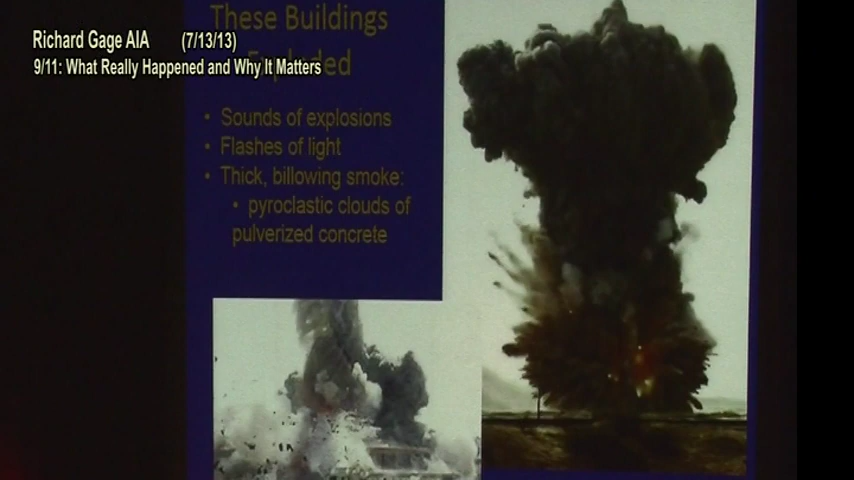 These Buildings
Richard Gage AIA (7/13/13)
9/11: What Really Happened and Why It Matters
• Sounds of explosions
• Flashes of light
• Thick, billowing smoke:
• pyroclastic clouds of
pulverized concrete